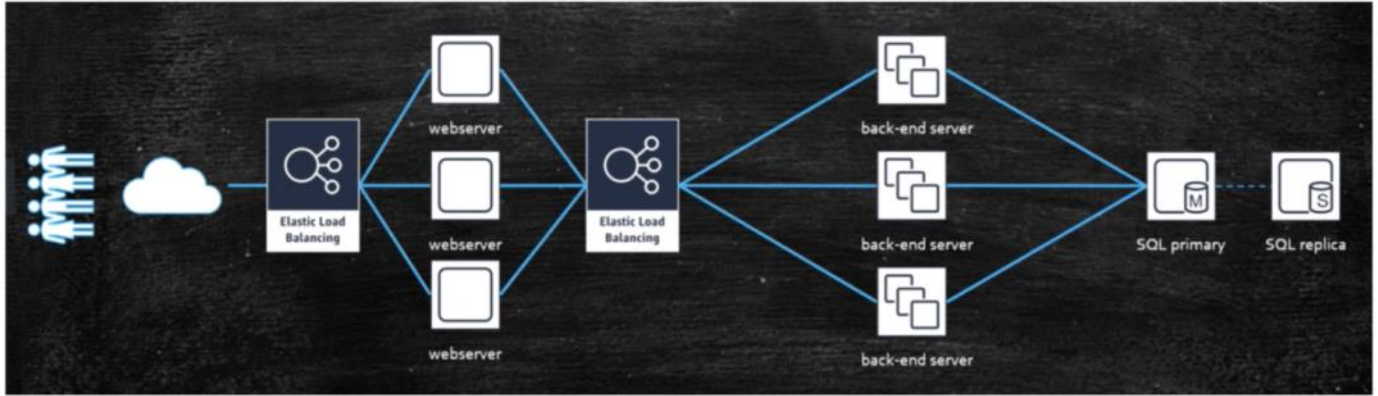 webserver
back-end server
Elastic Load
Balancing
webserver
Elastic Load
Balancing
back-end server
M
S
SQL primary
SQL replica
webserver
back-end server